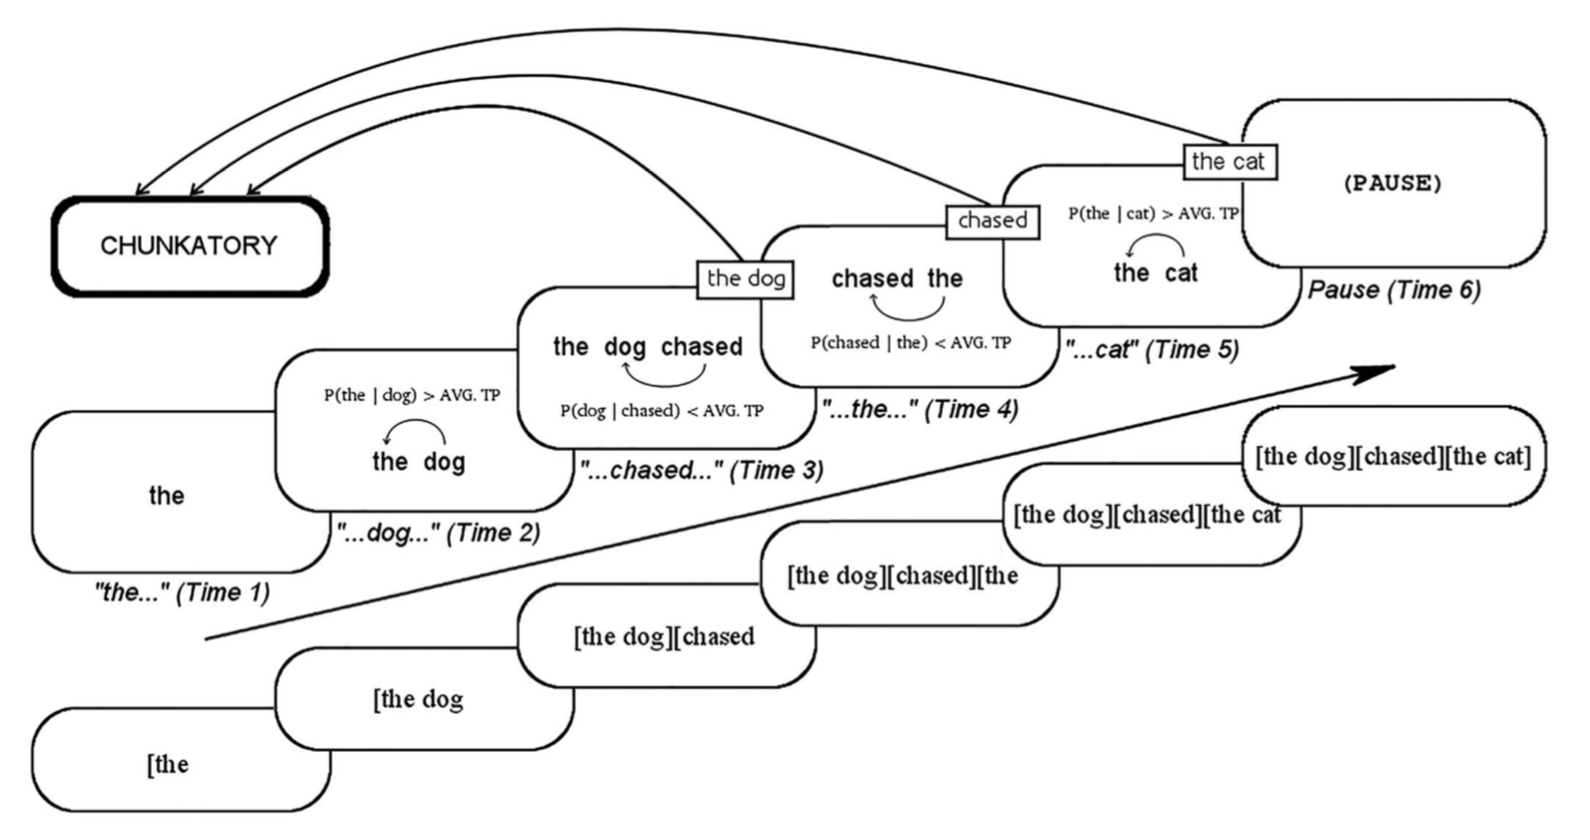 CHUNKATORY
the
"the..." (Time 1)
P(the | dog) > AVG. TP
the dog
"...dog..." (Time 2)
the dog chased
P(dog | chased) < AVG. TP
"...chased..." (Time 3)
the dog
chased the
P(chased | the) < AVG. TP
"...the..." (Time 4)
chased
P(the | cat) > AVG. TP
the cat
"...cat" (Time 5)
the cat
(PAUSE)
Pause (Time 6)
[the
[the dog
[the dog][chased
[the dog][chased][the
[the dog][chased][the cat
[the dog][chased][the cat]